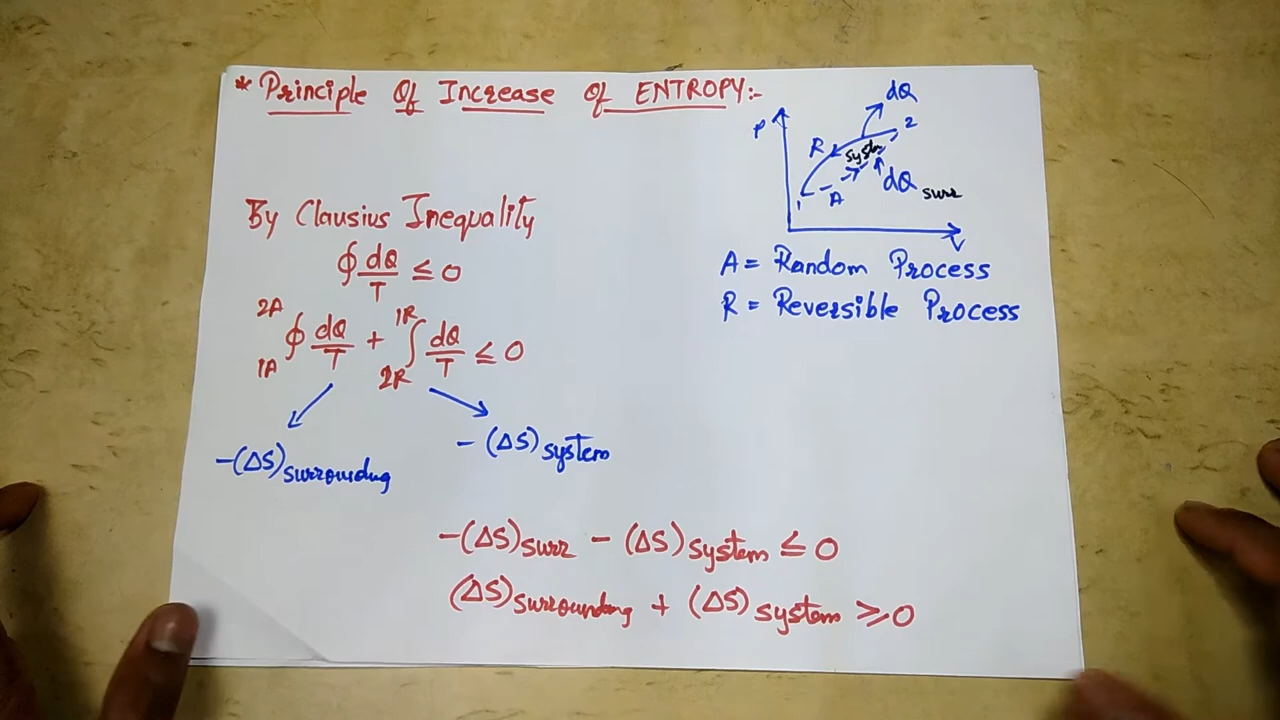 * Principle Of Increase Of ENTROPY:-
dQ
P
2
R
System
dQ surr
1
A
V
A = Random Process
R = Reversible Process
By Clausius Inequality
∮ dQ/T ≤ 0
2A 1R
∮ dQ/T + ∫ dQ/T ≤ 0
1A 2R
-(ΔS)surrounding
-(ΔS)system
-(ΔS)surr - (ΔS)system ≤ 0
(ΔS)surrounding + (ΔS)system ≥ 0